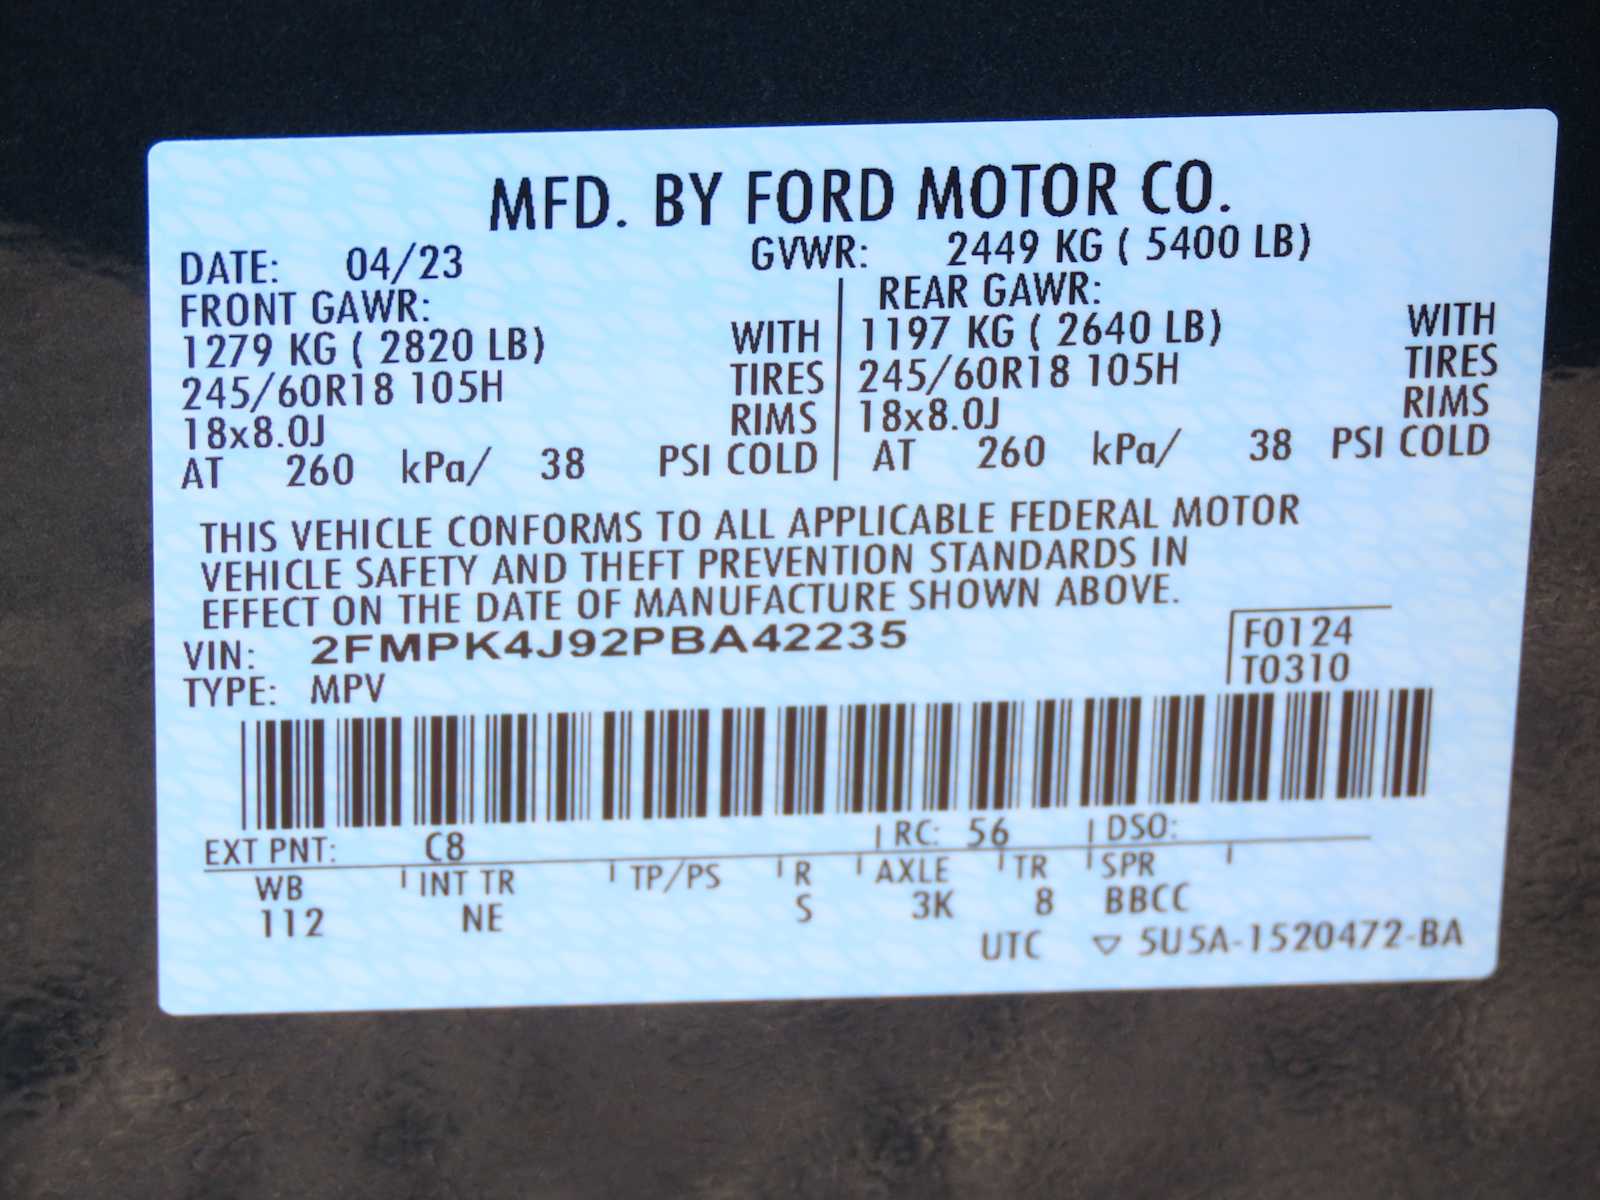 MFD. BY FORD MOTOR CO.
DATE: 04/23 GVWR: 2449 KG ( 5400 LB)
FRONT GAWR: REAR GAWR:
1279 KG ( 2820 LB) WITH 1197 KG ( 2640 LB) WITH
245/60R18 105H TIRES 245/60R18 105H TIRES
18x8.0J RIMS 18x8.0J RIMS
AT 260 kPa/ 38 PSI COLD AT 260 kPa/ 38 PSI COLD
THIS VEHICLE CONFORMS TO ALL APPLICABLE FEDERAL MOTOR
VEHICLE SAFETY AND THEFT PREVENTION STANDARDS IN
EFFECT ON THE DATE OF MANUFACTURE SHOWN ABOVE.
VIN: 2FMPK4J92PBA42235 F0124
TYPE: MPV T0310
EXT PNT: C8 RC: 56 DSO:
WB INT TR TP/PS R AXLE TR SPR
112 NE S 3K 8 BBCC
UTC ▽ 5U5A-1520472-BA